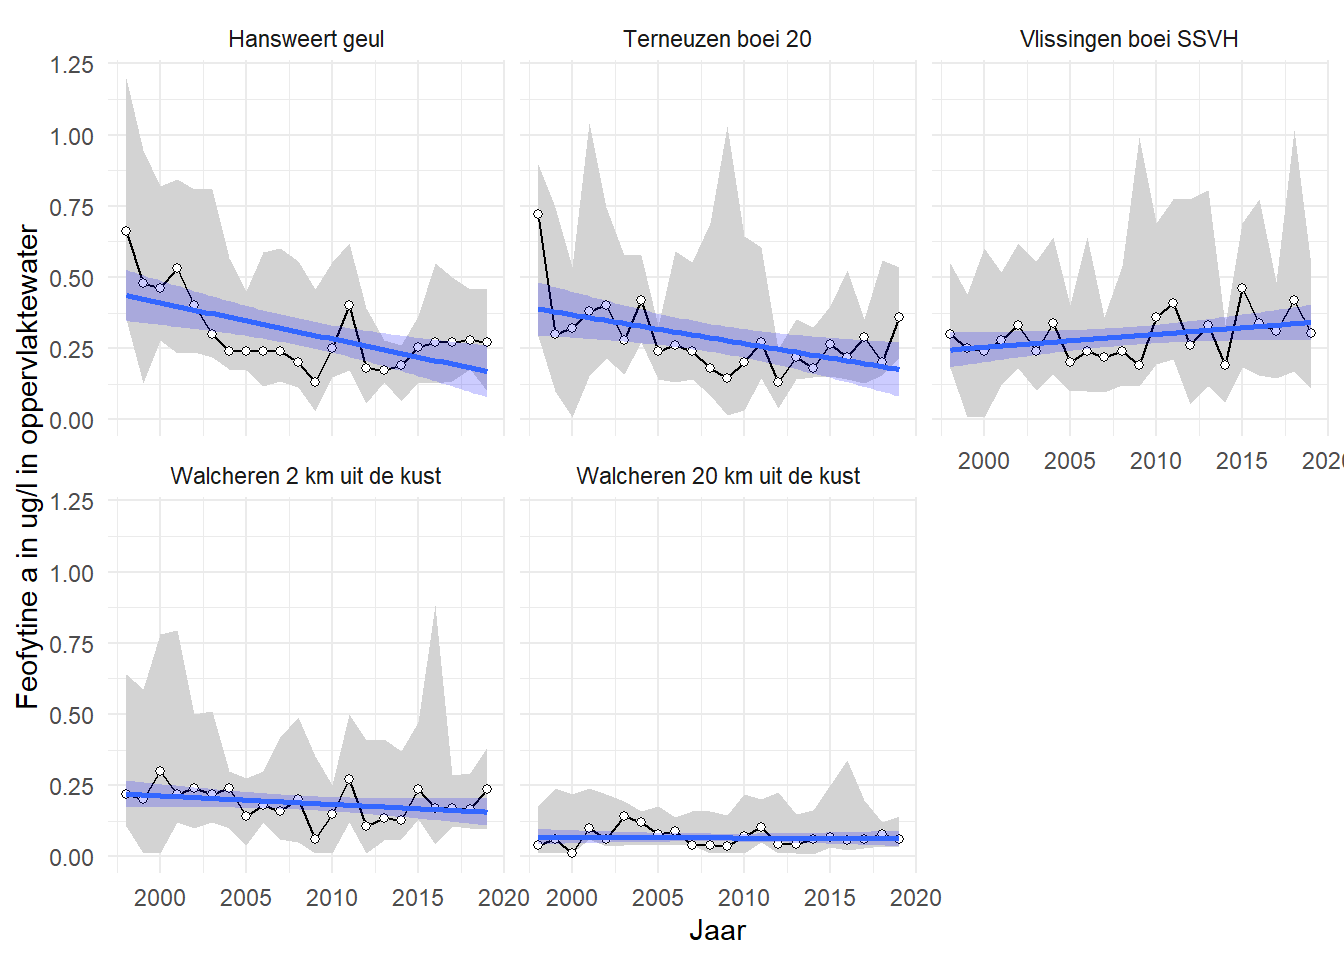 Hansweert geul
Terneuzen boei 20
Vlissingen boei SSVH
1.25
1.00
0.75
0.50
0.25
0.00
2000 2005 2010 2015 2020
Walcheren 2 km uit de kust
Walcheren 20 km uit de kust
1.25
1.00
0.75
0.50
0.25
0.00
2000 2005 2010 2015 2020
2000 2005 2010 2015 2020
Jaar
Feofytine a in ug/l in oppervlaktewater